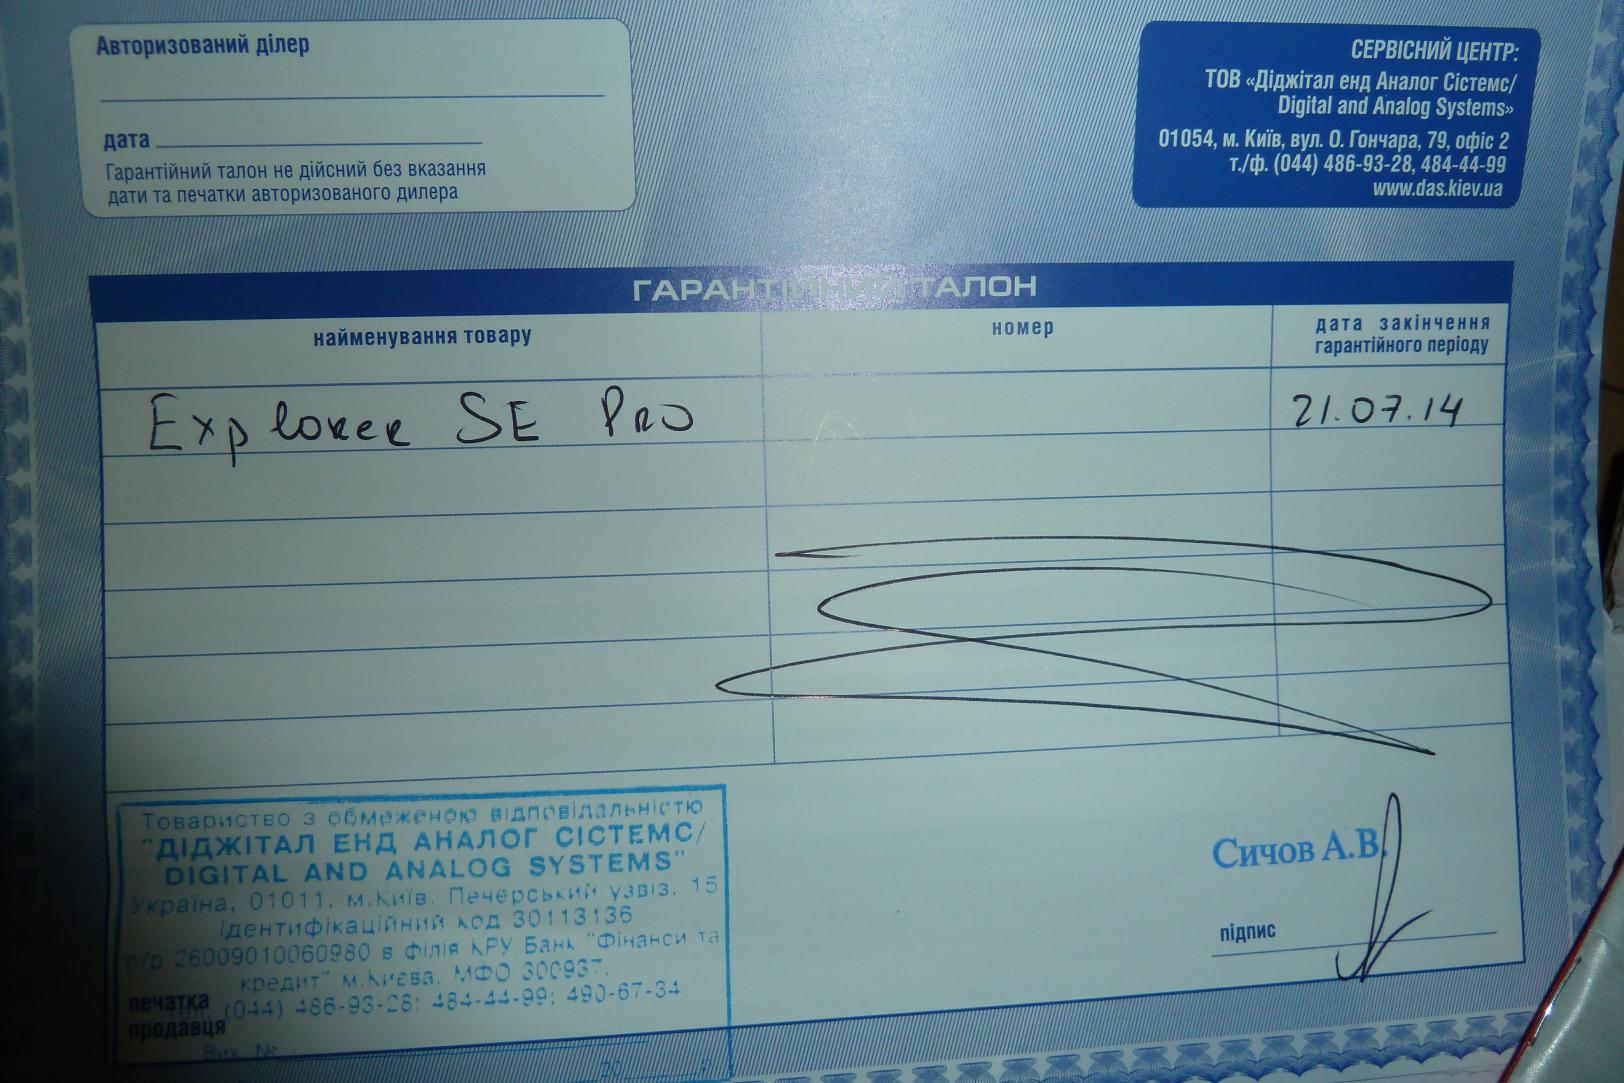 Авторизований ділер
дата
Гарантійний талон не дійсний без вказання
дати та печатки авторизованого дилера
СЕРВІСНИЙ ЦЕНТР:
ТОВ «Діджітал енд Аналог Сістемс/
Digital and Analog Systems»
01054, м. Київ, вул. О. Гончара, 79, офіс 2
т./ф. (044) 486-93-28, 484-44-99
www.das.kiev.ua
ГАРАНТІЙНИЙ ТАЛОН
найменування товару номер дата закінчення гарантійного періоду
Explorer SE Pro 21.07.14
Товариство з обмеженою відповідальністю
"ДІДЖІТАЛ ЕНД АНАЛОГ СІСТЕМС/
DIGITAL AND ANALOG SYSTEMS"
Україна, 01011, м.Київ, Печерський узвіз, 15
Ідентифікаційний код 30113136
р/р 26009010060980 в філія КРУ Банк "Фінанси та
кредит" м.Києва, МФО 300937,
тел. (044) 486-93-28; 484-44-99; 490-67-34
Вих. №
20 р.
печатка
продавця
Сичов А.В.
підпис